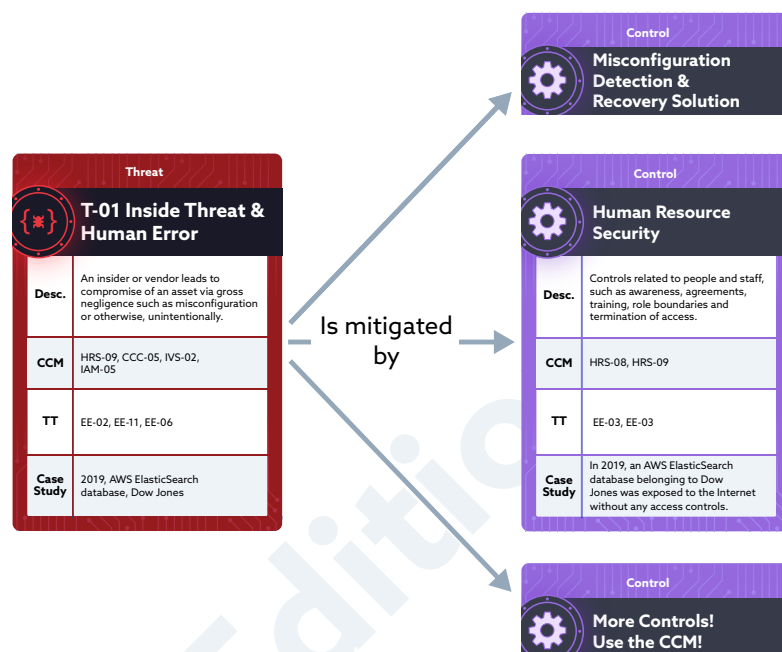 Control
Misconfiguration
Detection &
Recovery Solution
Threat
T-01 Inside Threat &
Human Error
Desc.
An insider or vendor leads to
compromise of an asset via gross
negligence such as misconfiguration
or otherwise, unintentionally.
CCM
HRS-09, CCC-05, IVS-02,
IAM-05
TT
EE-02, EE-11, EE-06
Case
Study
2019, AWS ElasticSearch
database, Dow Jones
Is mitigated
by
Control
Human Resource
Security
Desc.
Controls related to people and staff,
such as awareness, agreements,
training, role boundaries and
termination of access.
CCM
HRS-08, HRS-09
TT
EE-03, EE-03
Case
Study
In 2019, an AWS ElasticSearch
database belonging to Dow
Jones was exposed to the Internet
without any access controls.
Control
More Controls!
Use the CCM!